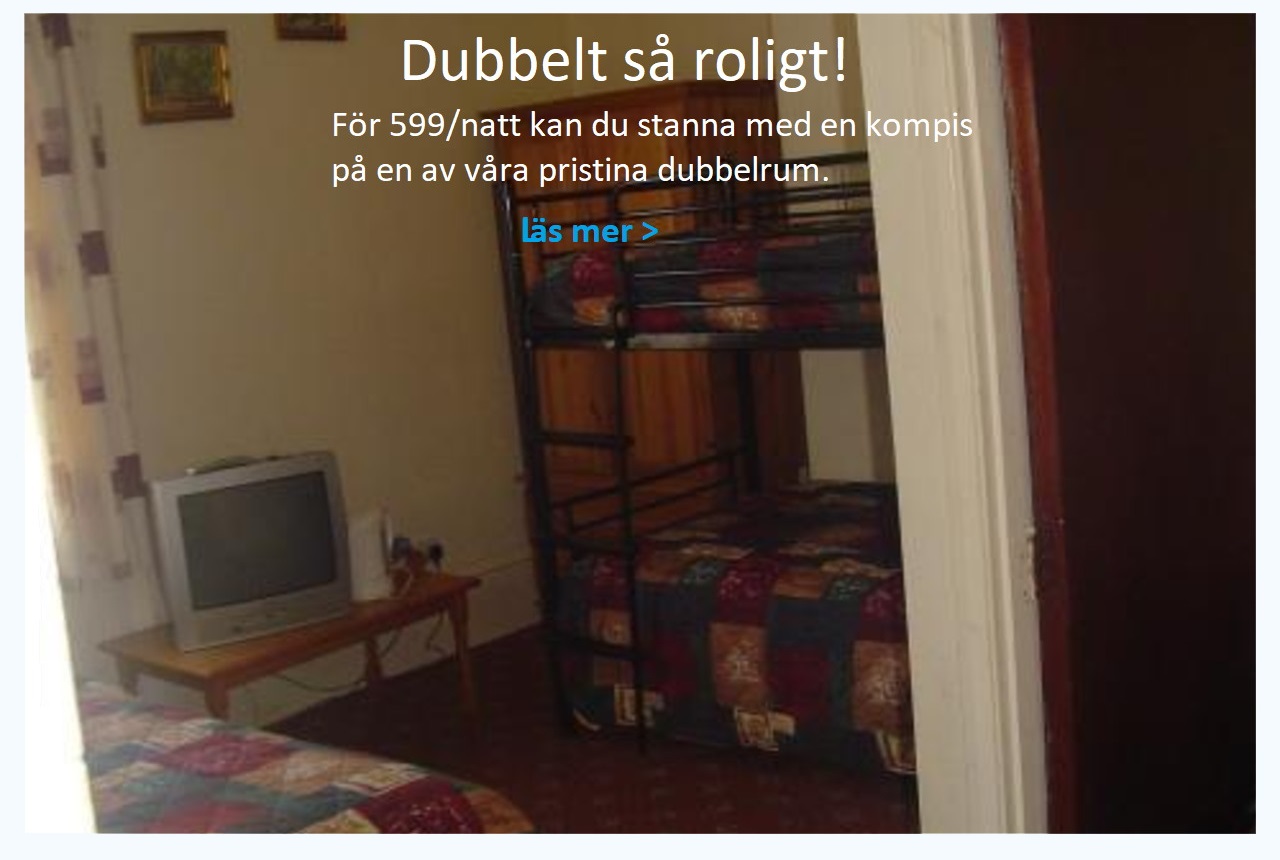 Dubbelt så roligt!
För 599/natt kan du stanna med en kompis
på en av våra pristina dubbelrum.
läs mer >